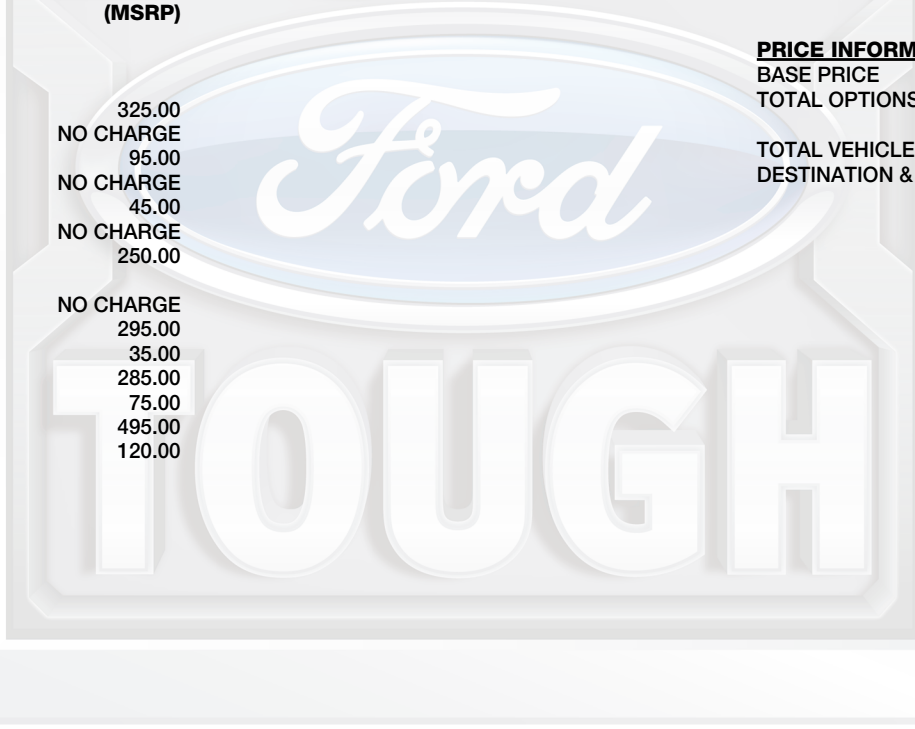 (MSRP)
325.00
NO CHARGE
95.00
NO CHARGE
45.00
NO CHARGE
250.00
NO CHARGE
295.00
35.00
285.00
75.00
495.00
120.00
PRICE INFORM
BASE PRICE
TOTAL OPTIONS
TOTAL VEHICLE
DESTINATION &
Ford
TOUGH